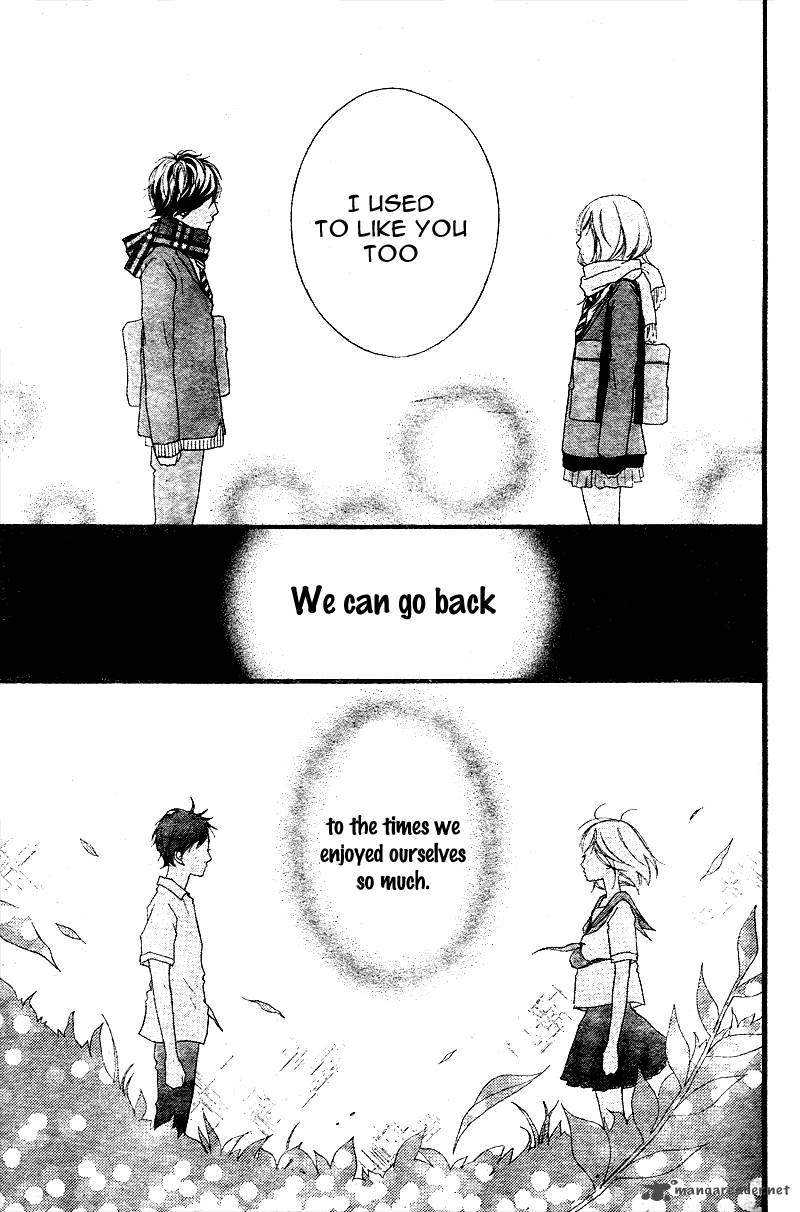 I USED
TO LIKE YOU
TOO
We can go back
to the times we
enjoyed ourselves
so much.
mangareader.net